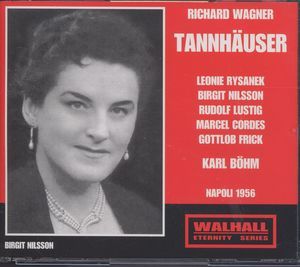 RICHARD WAGNER
TANNHÄUSER
LEONIE RYSANEK
BIRGIT NILSSON
RUDOLF LUSTIG
MARCEL CORDES
GOTTLOB FRICK
KARL BÖHM
NAPOLI 1956
WALHALL
ETERNITY SERIES
BIRGIT NILSSON